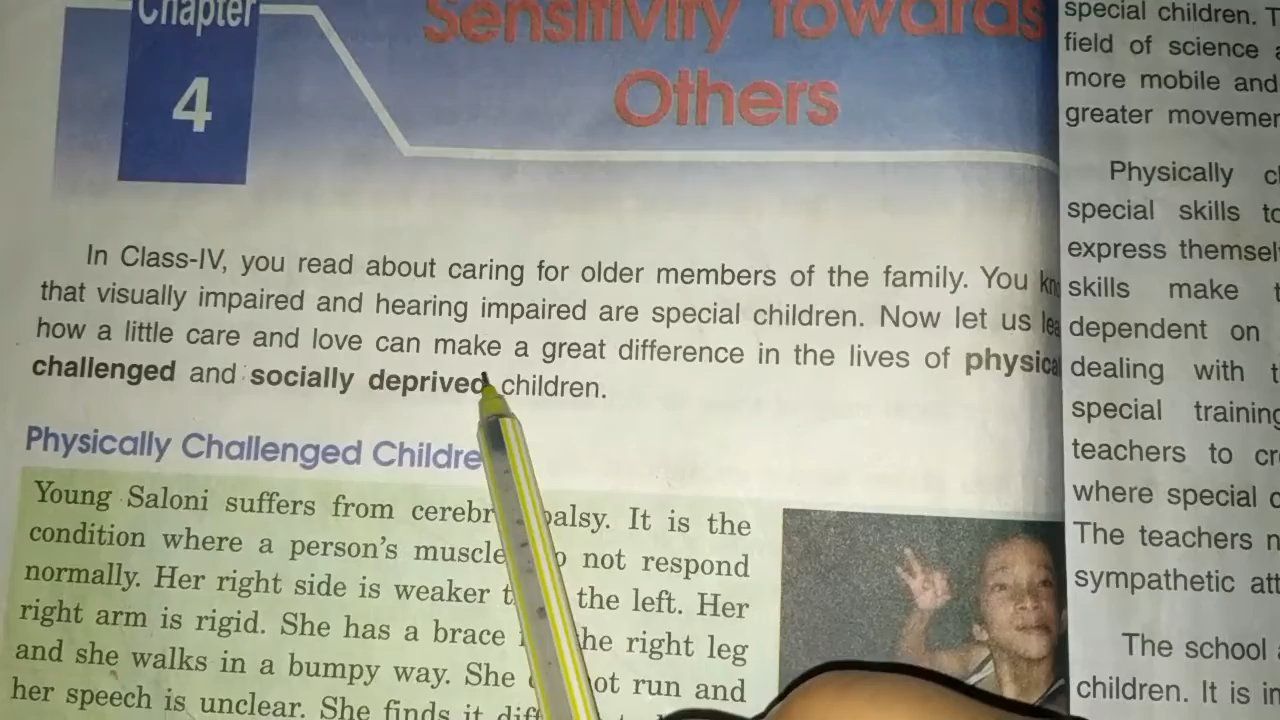 Chapter
4
Sensitivity towards
Others
In Class-IV, you read about caring for older members of the family. You
that visually impaired and hearing impaired are special children. Now let us
how a little care and love can make a great difference in the lives of
challenged and socially deprived children.
Physically Challenged
Young Saloni suffers from It is the
condition where a person's not respond
normally. Her right side is weaker the left. Her
right arm is rigid. She has a brace right leg
and she walks in a bumpy way. She run and
her speech is unclear. She finds it
special children.
field of science
more mobile and
greater
Physically
special skills
express
skills make
dependent on
dealing with
special training
teachers to
where special
The teachers
sympathetic
The school
children. It is